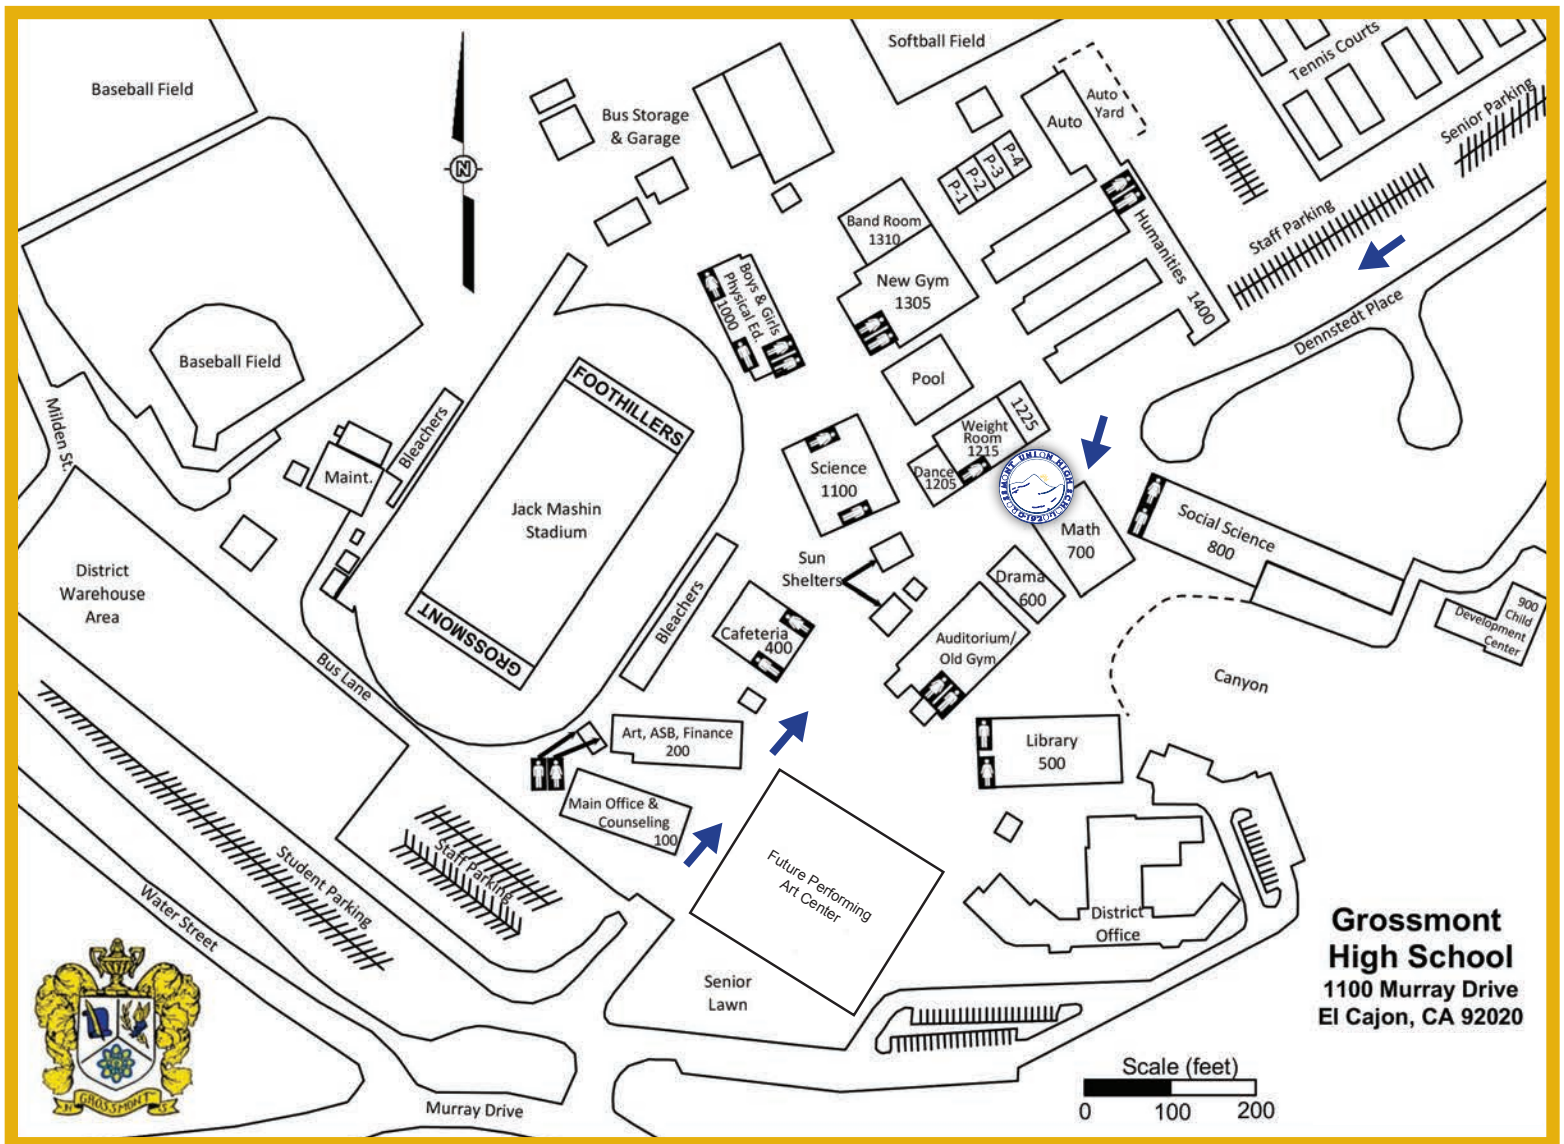 Baseball Field
Softball Field
Tennis Courts
Senior Parking
Bus Storage
& Garage
Auto
Yard
Auto
P-1
P-2
P-3
P-4
N
Band Room
1310
New Gym
1305
Humanities 1400
Staff Parking
Dennstedt Place
Boys & Girls
Physical Ed.
1000
Baseball Field
Milden St.
Bleachers
Maint.
FOOTHILLERS
Jack Mashin
Stadium
GROSSMONT
Bleachers
Pool
1225
Weight
Room
1215
Dance
1205
Science
1100
GROSSMONT UNION HIGH SCHOOL
1920
Math
700
Social Science
800
Sun
Shelters
Drama
600
Auditorium/
Old Gym
Cafeteria
400
900
Child
Development
Center
Canyon
District
Warehouse
Area
Bus Lane
Art, ASB, Finance
200
Library
500
Main Office &
Counseling
100
Staff Parking
Student Parking
Water Street
Future Performing
Art Center
District
Office
Senior
Lawn
Murray Drive
GROSSMONT
Grossmont
High School
1100 Murray Drive
El Cajon, CA 92020
Scale (feet)
0 100 200